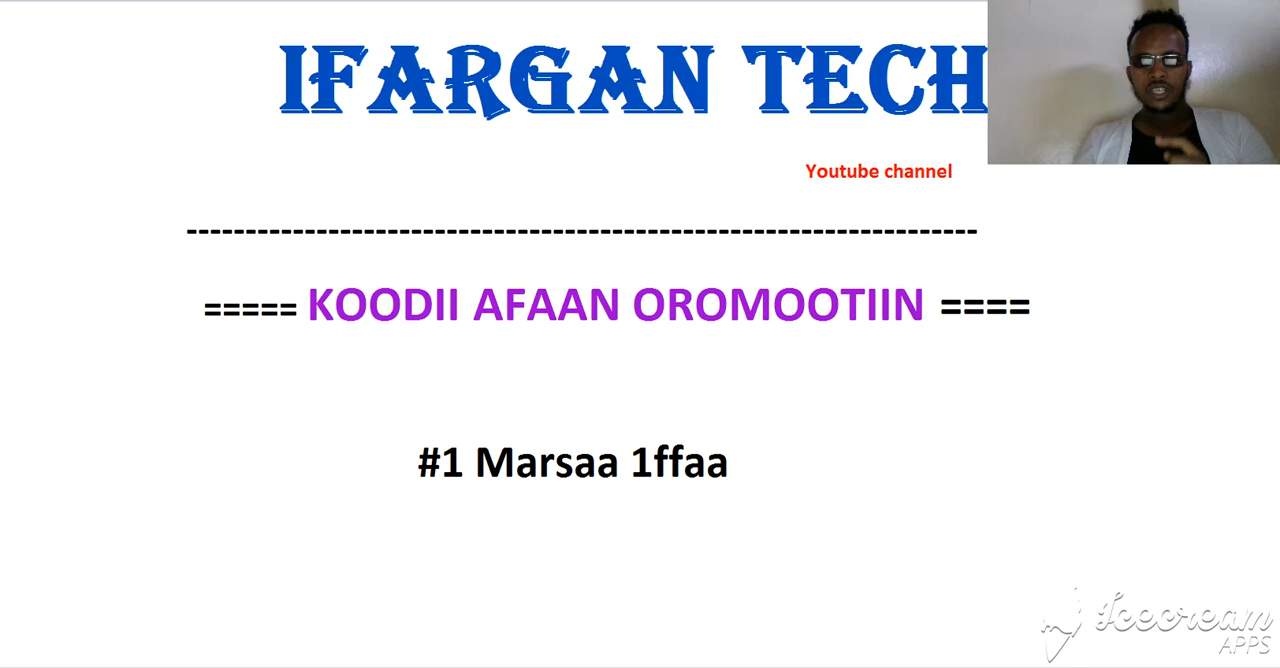 IFARGAN TECH
Youtube channel
-------------------------------------------------------------------
===== KOODII AFAAN OROMOOTIIN ====
#1 Marsaa 1ffaa
Icecream
APPS